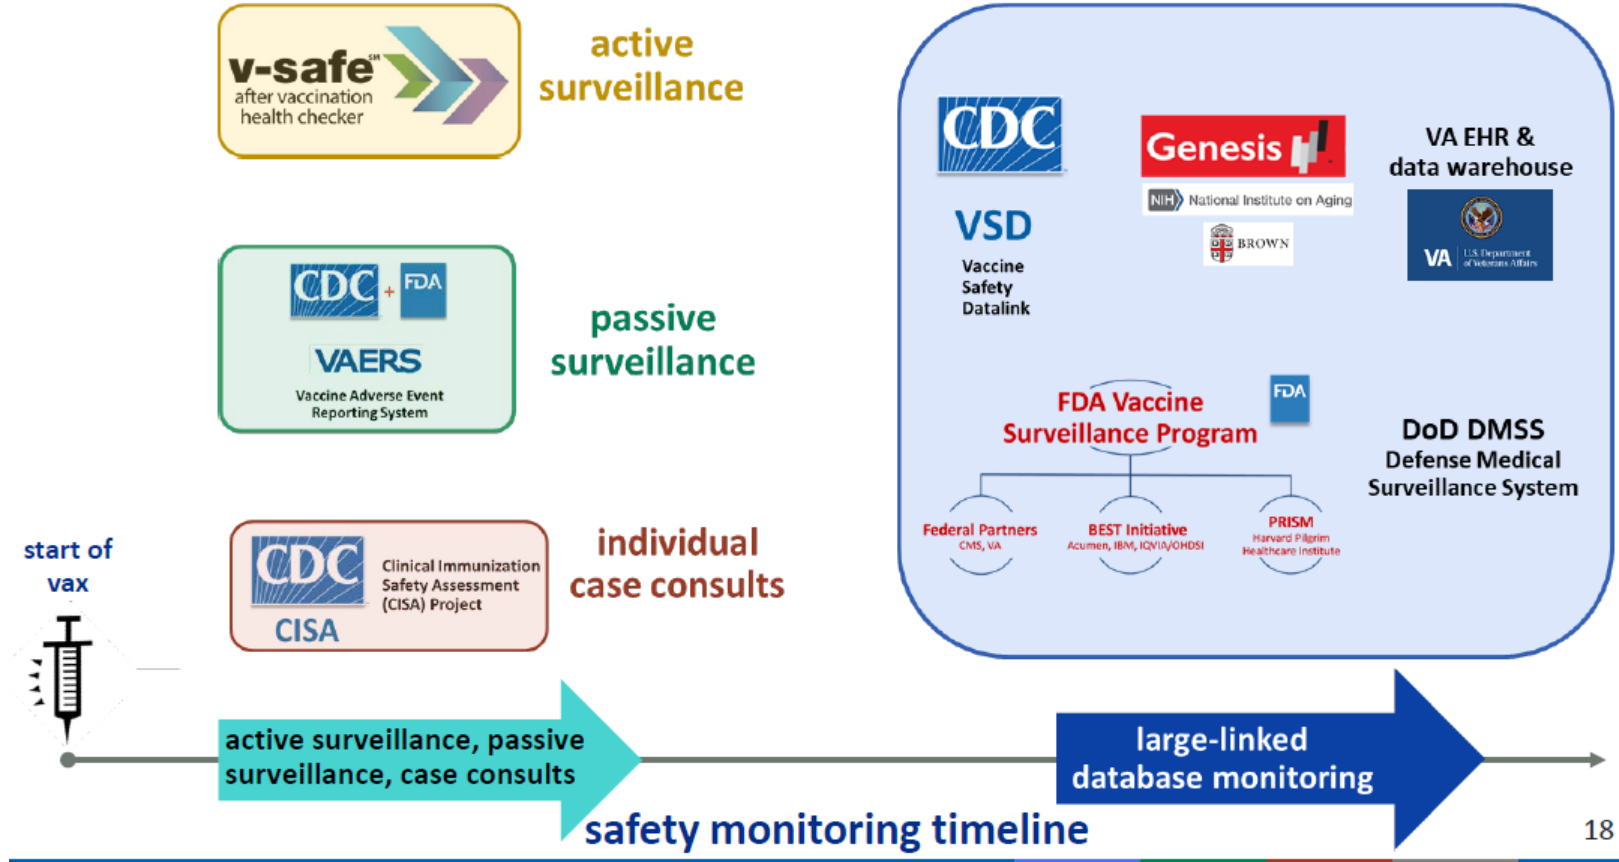 v-safe℠
after vaccination
health checker
active
surveillance
CDC + FDA
VAERS
Vaccine Adverse Event
Reporting System
passive
surveillance
CDC
Clinical Immunization
Safety Assessment
(CISA) Project
CISA
individual
case consults
start of
vax
CDC
VSD
Vaccine
Safety
Datalink
Genesis
NIH National Institute on Aging
BROWN
VA EHR &
data warehouse
VA U.S. Department
of Veterans Affairs
FDA Vaccine
Surveillance Program
FDA
Federal Partners
CMS, VA
BEST Initiative
Acumen, IBM, IQVIA/OHDSI
PRISM
Harvard Pilgrim
Healthcare Institute
DoD DMSS
Defense Medical
Surveillance System
active surveillance, passive
surveillance, case consults
large-linked
database monitoring
safety monitoring timeline
18